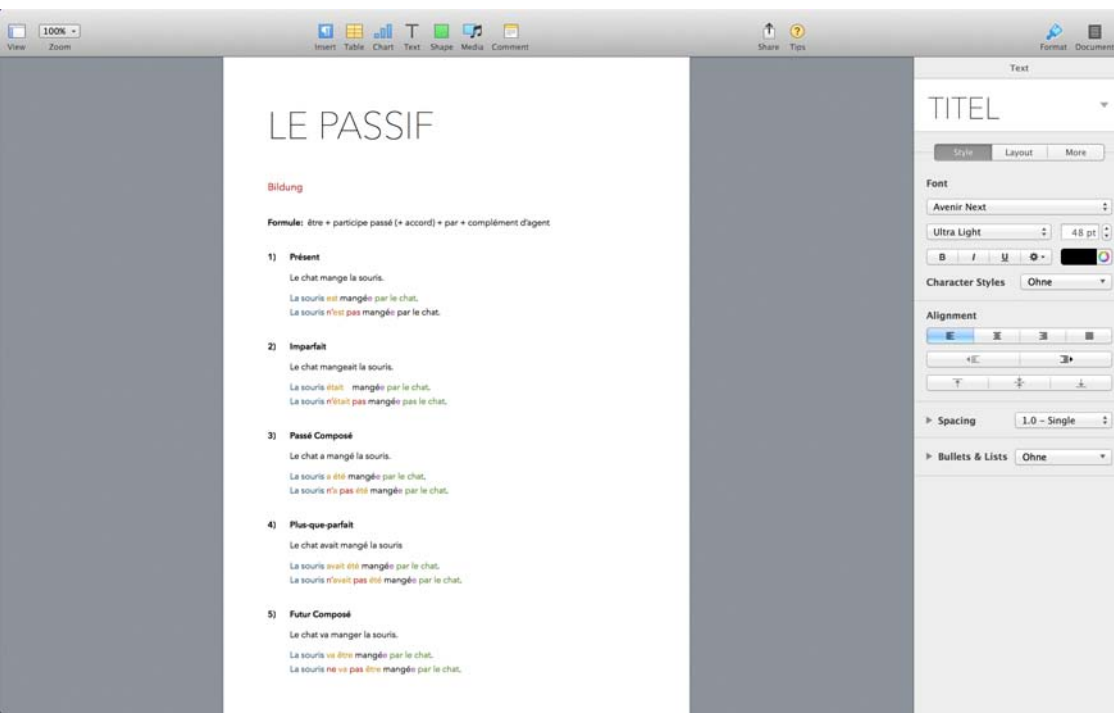 100%
View Zoom
Insert Table Chart Text Shape Media Comment
Share Tips
Format Document
LE PASSIF
Bildung
Formule: être + participe passé (+ accord) + par + complément d'agent
1) Présent
Le chat mange la souris.
La souris est mangée par le chat.
La souris n'est pas mangée par le chat.
2) Imparfait
Le chat mangeait la souris.
La souris était mangée par le chat.
La souris n'était pas mangée pas le chat.
3) Passé Composé
Le chat a mangé la souris.
La souris a été mangée par le chat.
La souris n'a pas été mangée par le chat.
4) Plus-que-parfait
Le chat avait mangé la souris
La souris avait été mangée par le chat.
La souris n'avait pas été mangée par le chat.
5) Futur Composé
Le chat va manger la souris.
La souris va être mangée par le chat.
La souris ne va pas être mangée par le chat.
Text
TITEL
Style Layout More
Font
Avenir Next
Ultra Light 48 pt
B I U
Character Styles Ohne
Alignment
Spacing 1.0 – Single
Bullets & Lists Ohne